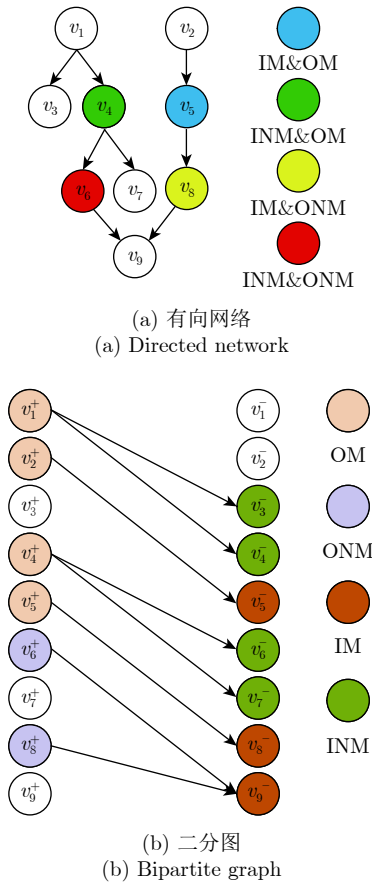 v₁ v₂
IM&OM
v₃ v₄ v₅
INM&OM
v₆ v₇ v₈
IM&ONM
v₉
INM&ONM
(a) 有向网络
(a) Directed network
v₁⁺ v₁⁻
OM
v₂⁺ v₂⁻
v₃⁺ v₃⁻
ONM
v₄⁺ v₄⁻
v₅⁺ v₅⁻
IM
v₆⁺ v₆⁻
v₇⁺ v₇⁻
INM
v₈⁺ v₈⁻
v₉⁺ v₉⁻
(b) 二分图
(b) Bipartite graph